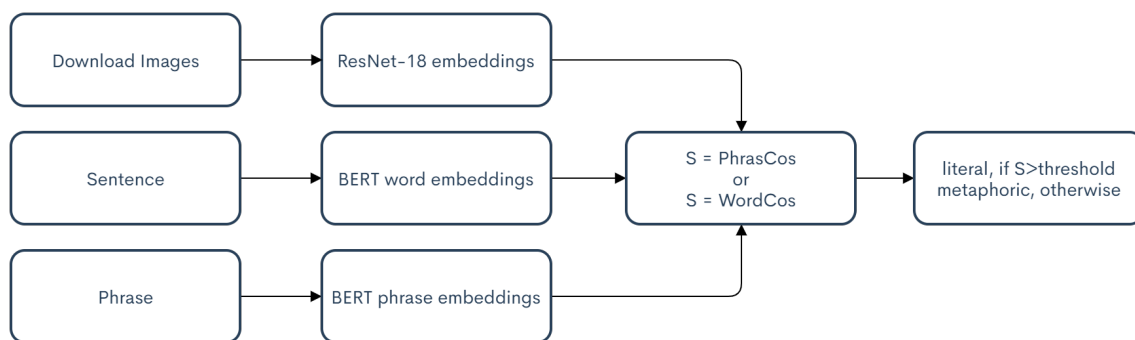 Download Images
ResNet-18 embeddings
Sentence
BERT word embeddings
S = PhrasCos
or
S = WordCos
literal, if S>threshold
metaphoric, otherwise
Phrase
BERT phrase embeddings